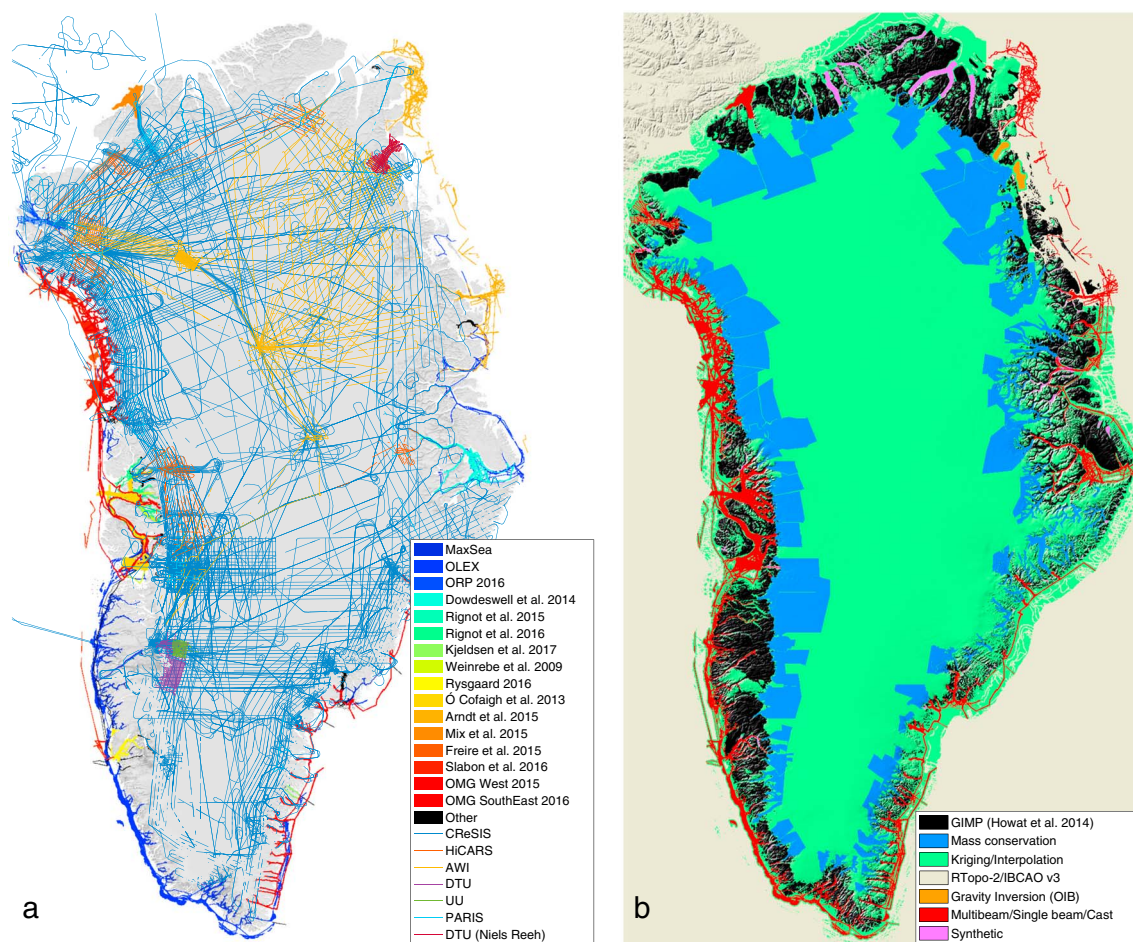 MaxSea
OLEX
ORP 2016
Dowdeswell et al. 2014
Rignot et al. 2015
Rignot et al. 2016
Kjeldsen et al. 2017
Weinrebe et al. 2009
Rysgaard 2016
Ó Cofaigh et al. 2013
Arndt et al. 2015
Mix et al. 2015
Freire et al. 2015
Slabon et al. 2016
OMG West 2015
OMG SouthEast 2016
Other
CReSIS
HiCARS
AWI
DTU
UU
PARIS
DTU (Niels Reeh)
a
GIMP (Howat et al. 2014)
Mass conservation
Kriging/Interpolation
RTopo-2/IBCAO v3
Gravity Inversion (OIB)
Multibeam/Single beam/Cast
Synthetic
b